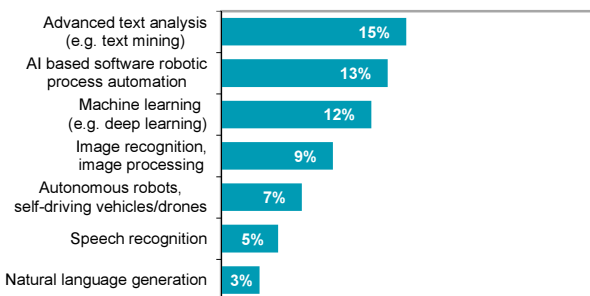 Advanced text analysis
(e.g. text mining)
15%
AI based software robotic
process automation
13%
Machine learning
(e.g. deep learning)
12%
Image recognition,
image processing
9%
Autonomous robots,
self-driving vehicles/drones
7%
Speech recognition
5%
Natural language generation
3%